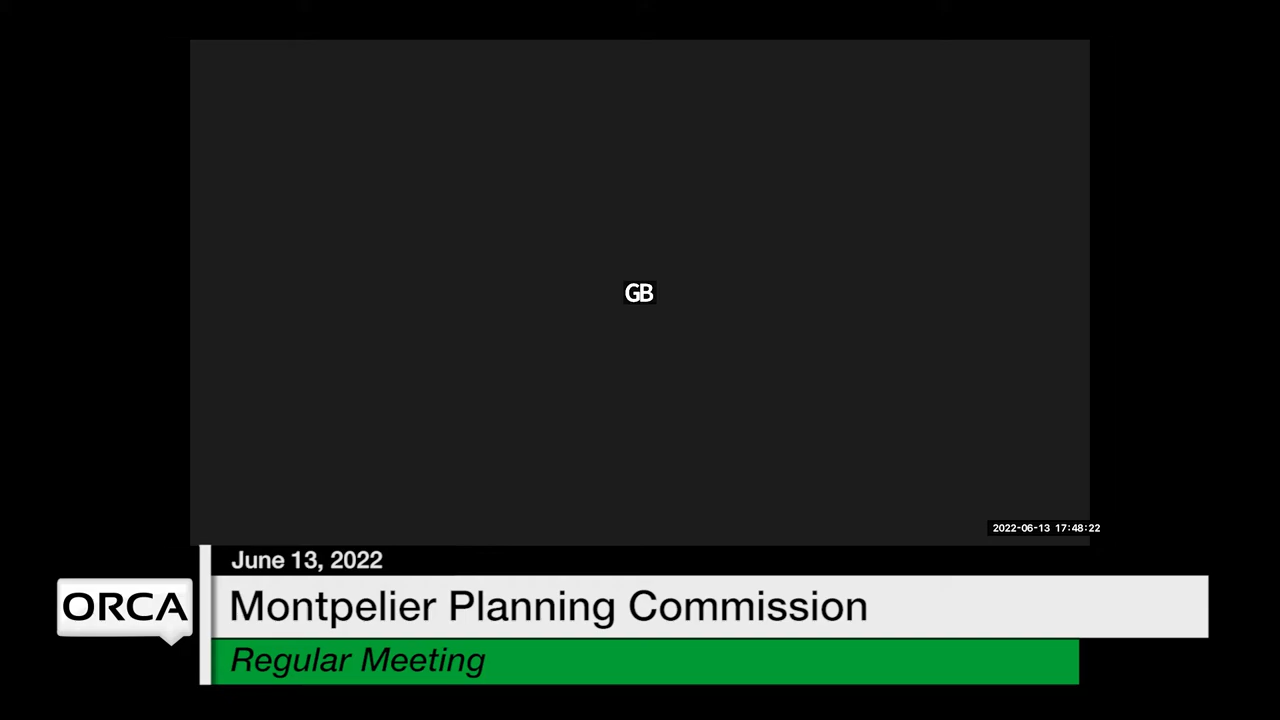 GB
2022-06-13 17:48:22
June 13, 2022
ORCA
Montpelier Planning Commission
Regular Meeting